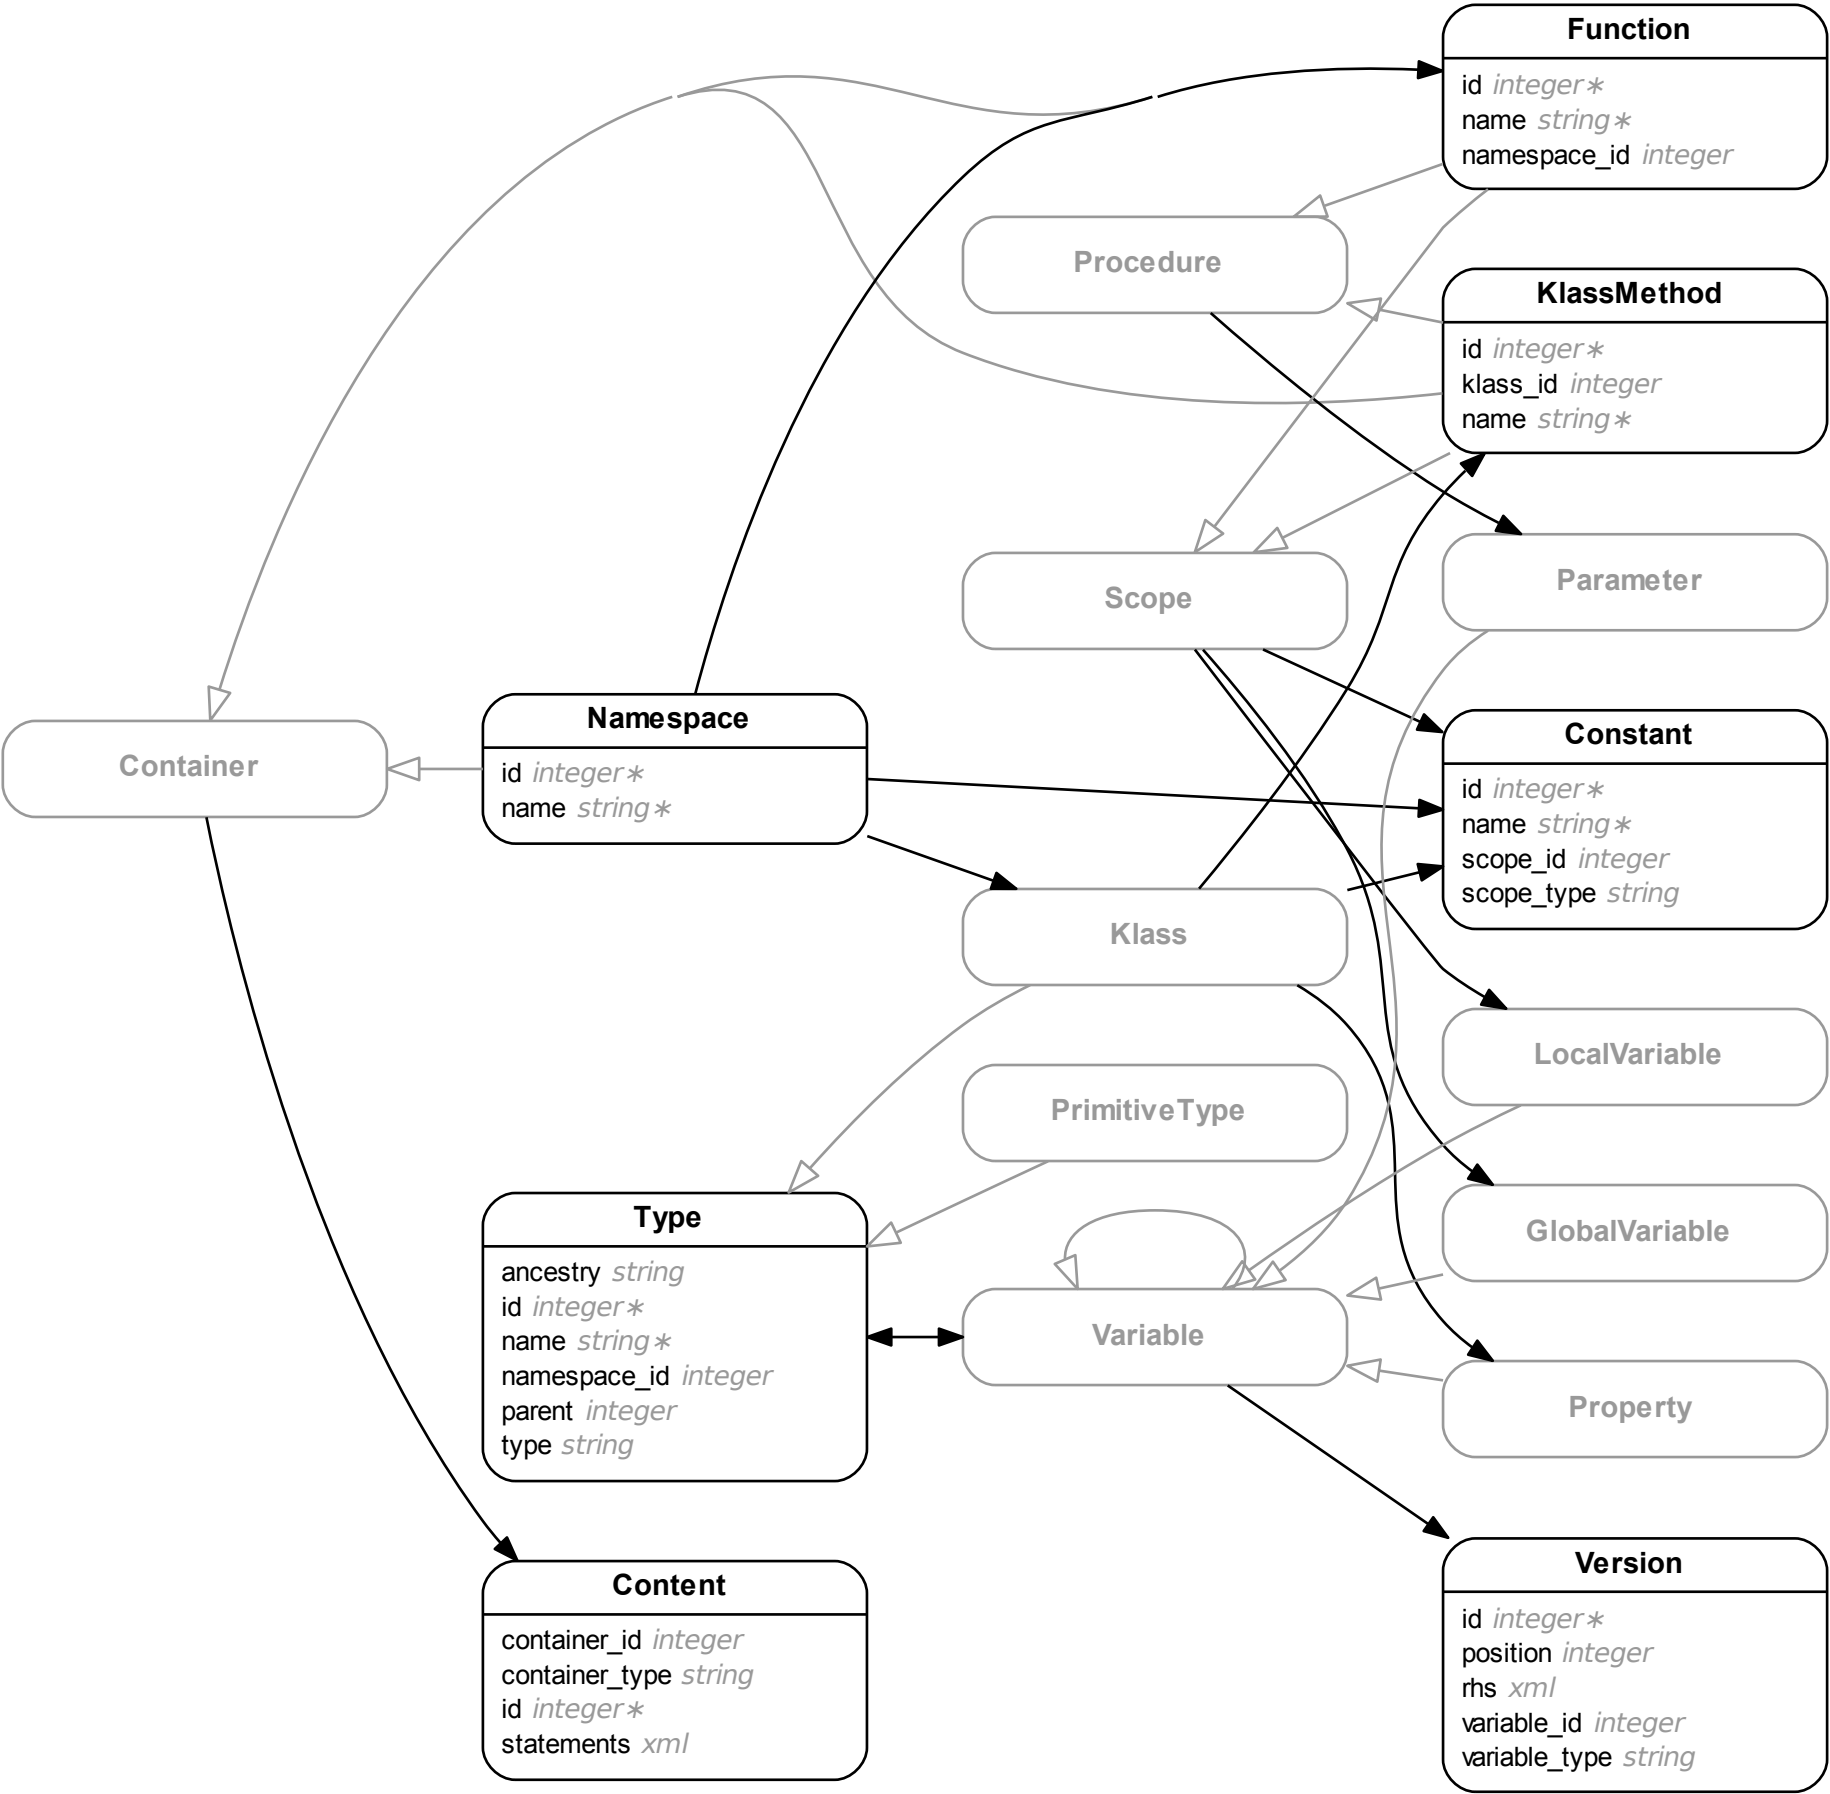 Function
id integer∗
name string∗
namespace_id integer
Procedure
KlassMethod
id integer∗
klass_id integer
name string∗
Scope
Parameter
Container
Namespace
id integer∗
name string∗
Constant
id integer∗
name string∗
scope_id integer
scope_type string
Klass
LocalVariable
PrimitiveType
Type
ancestry string
id integer∗
name string∗
namespace_id integer
parent integer
type string
GlobalVariable
Variable
Property
Content
container_id integer
container_type string
id integer∗
statements xml
Version
id integer∗
position integer
rhs xml
variable_id integer
variable_type string